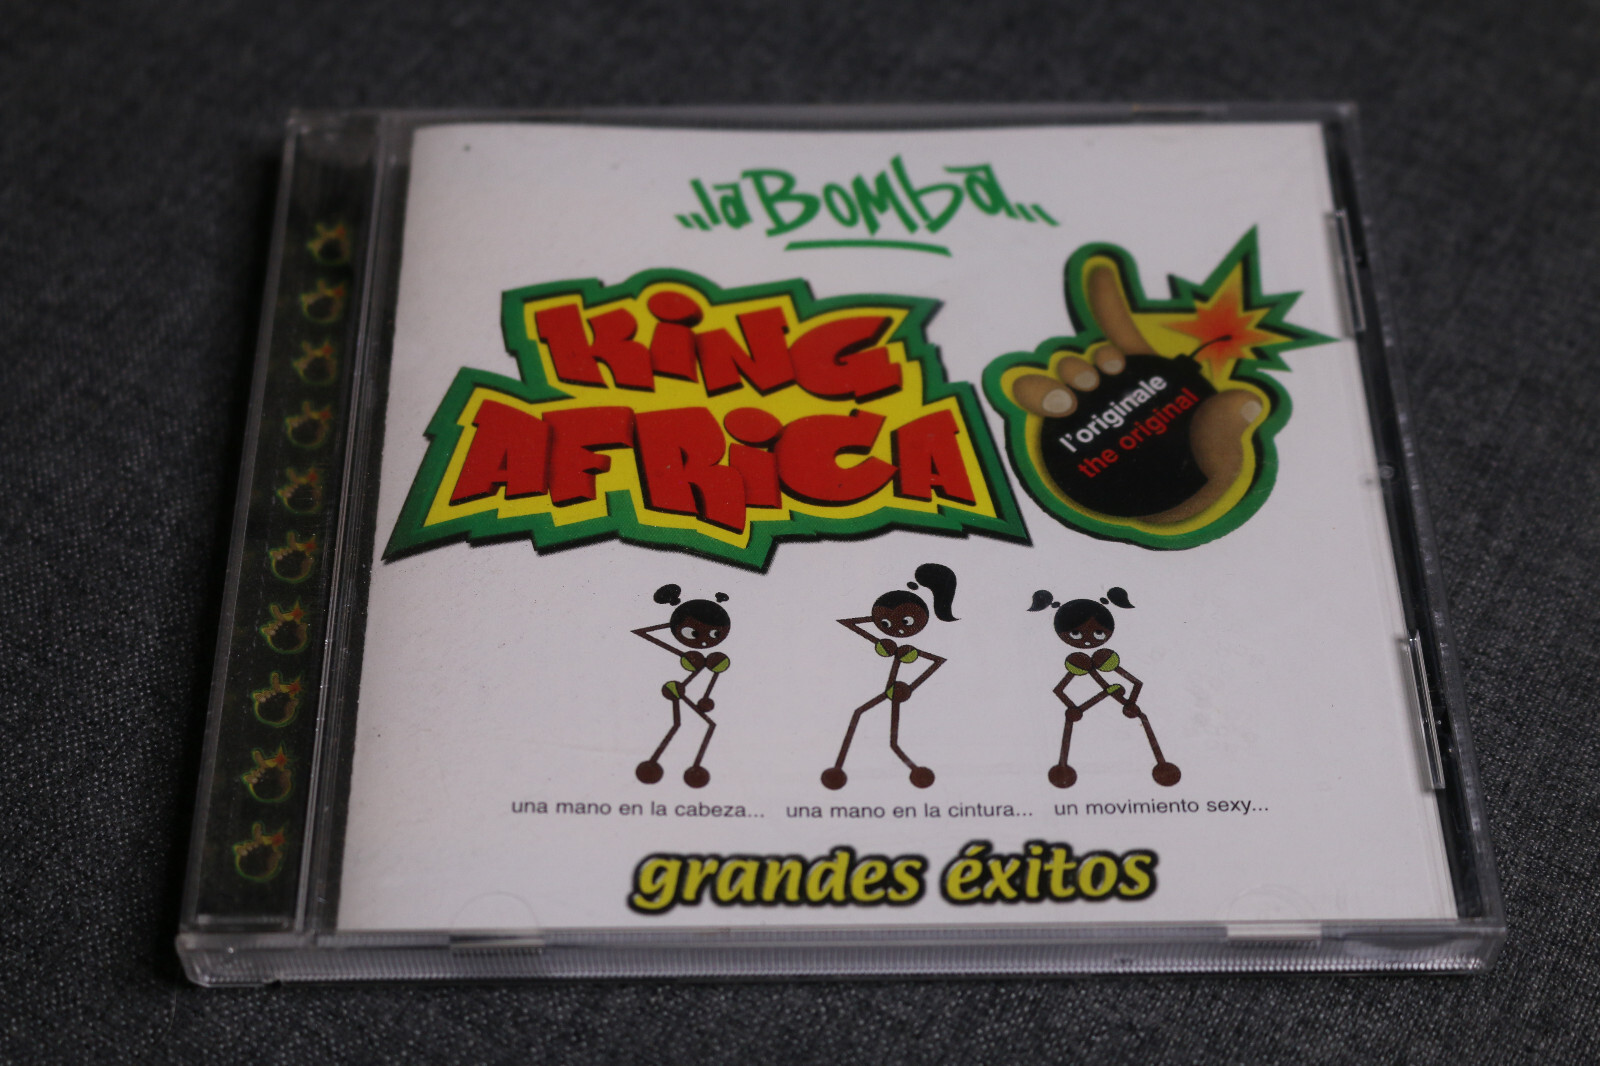 la Bomba...
KING
AFRICA
l'originale
the original
una mano en la cabeza... una mano en la cintura... un movimiento sexy...
grandes éxitos